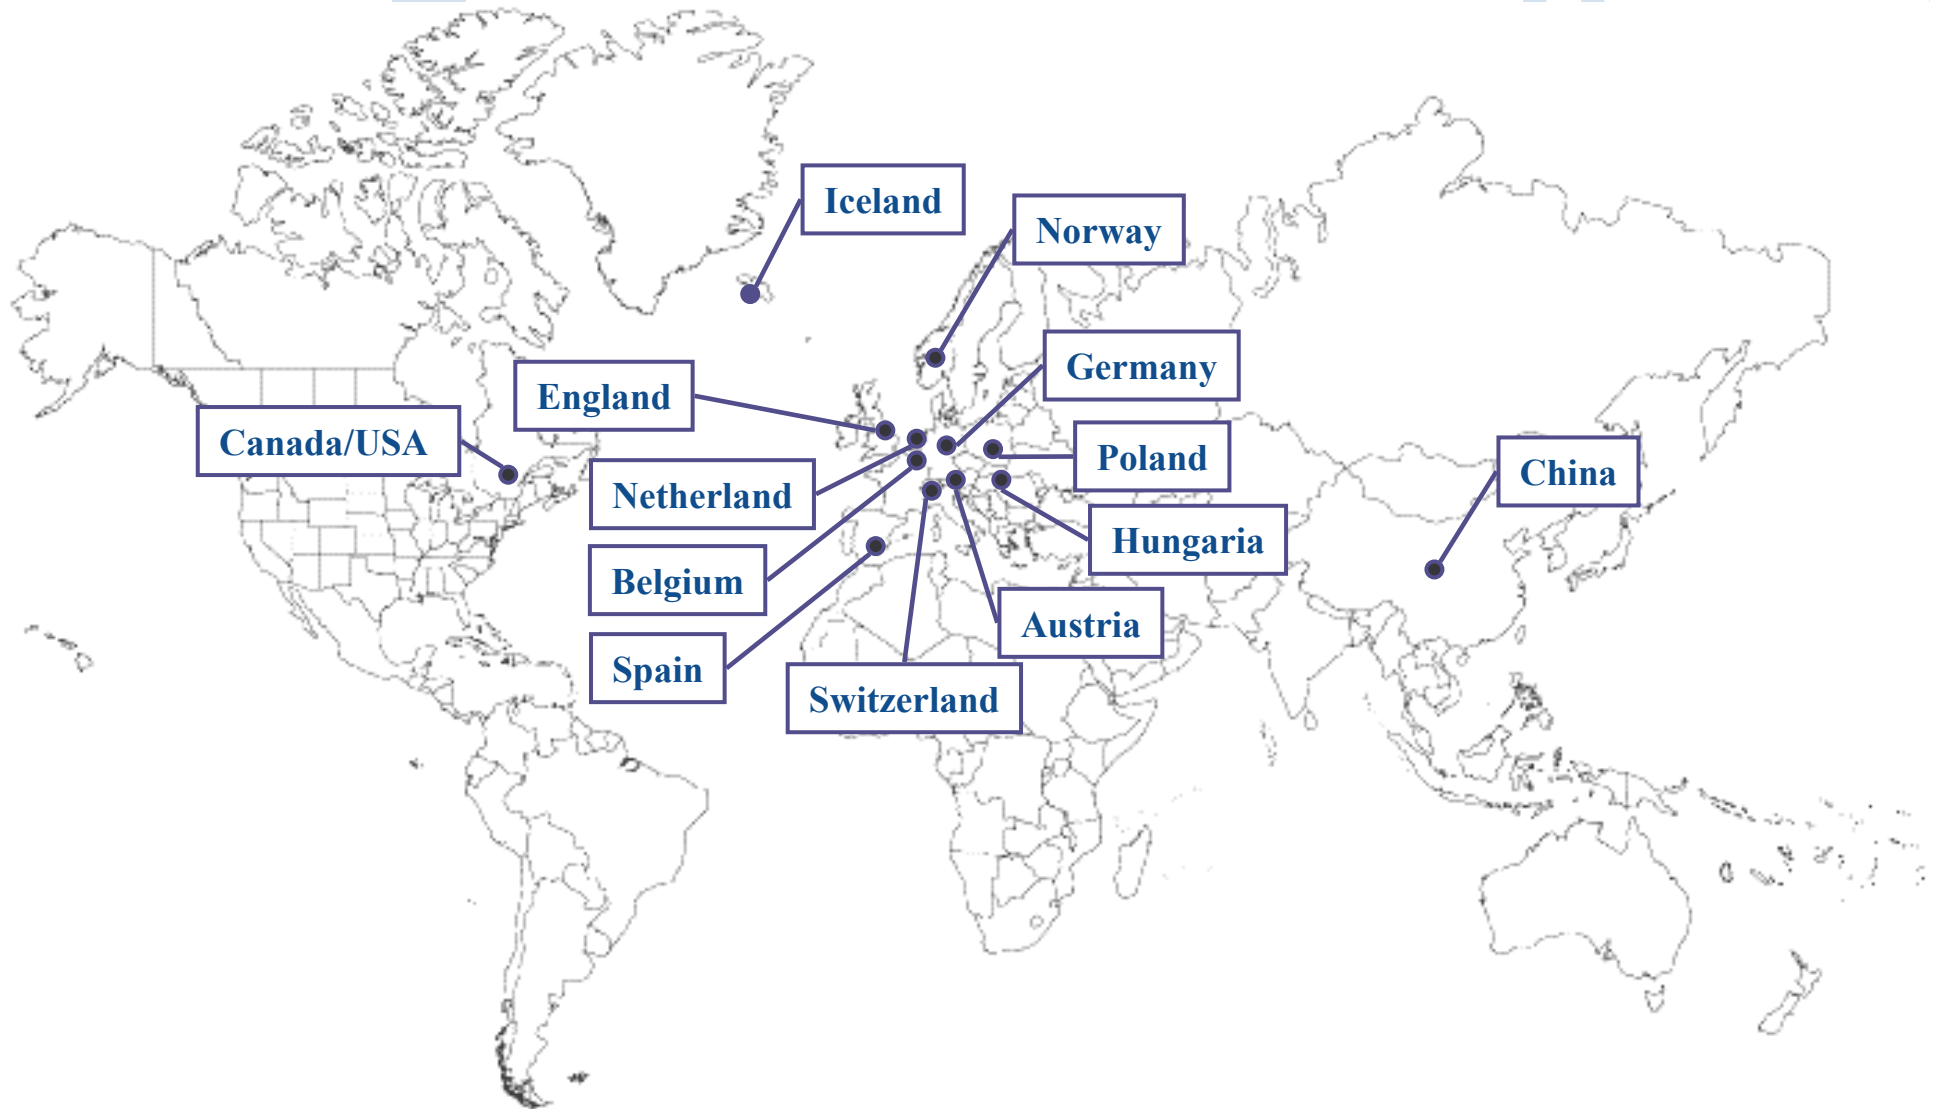 Iceland
Norway
Germany
England
Canada/USA
Poland
China
Netherland
Hungaria
Belgium
Austria
Spain
Switzerland